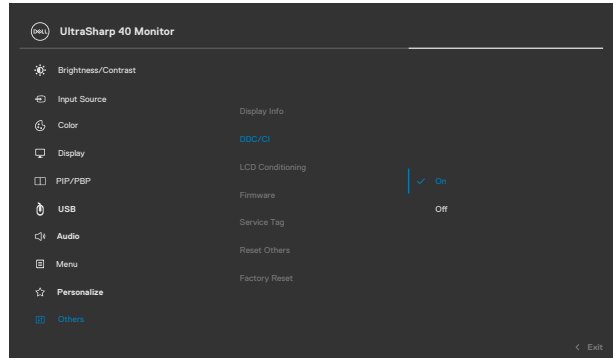 DELL
UltraSharp 40 Monitor
Brightness/Contrast
Input Source
Color
Display
PIP/PBP
USB
Audio
Menu
Personalize
Others
Display Info
DDC/CI
LCD Conditioning
Firmware
Service Tag
Reset Others
Factory Reset
On
Off
Exit